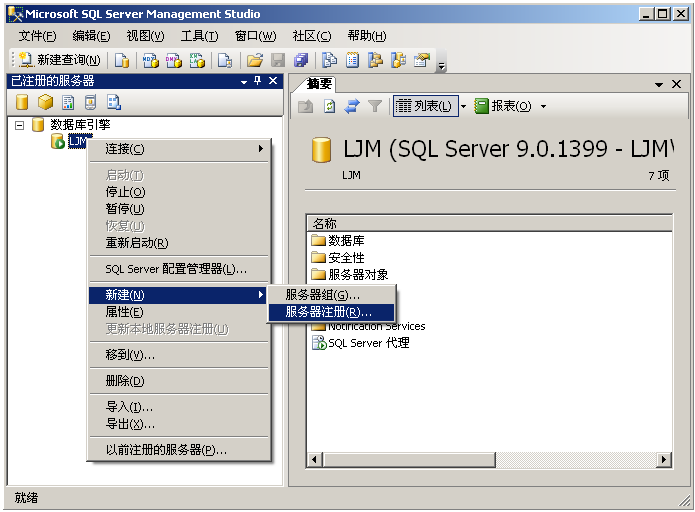 Microsoft SQL Server Management Studio
文件(F) 编辑(E) 视图(V) 工具(T) 窗口(W) 社区(C) 帮助(H)
新建查询(N)
已注册的服务器
摘要
列表(L) 报表(O)
数据库引擎
LJM
LJM (SQL Server 9.0.1399 - LJM\
LJM
7 项
连接(C)
启动(T)
停止(O)
暂停(U)
恢复(U)
重新启动(R)
SQL Server 配置管理器(L)...
新建(N)
属性(E)
更新本地服务器注册(U)
移到(V)...
删除(D)
导入(I)...
导出(X)...
以前注册的服务器(P)...
服务器组(G)...
服务器注册(R)...
名称
数据库
安全性
服务器对象
Notification Services
SQL Server 代理
就绪